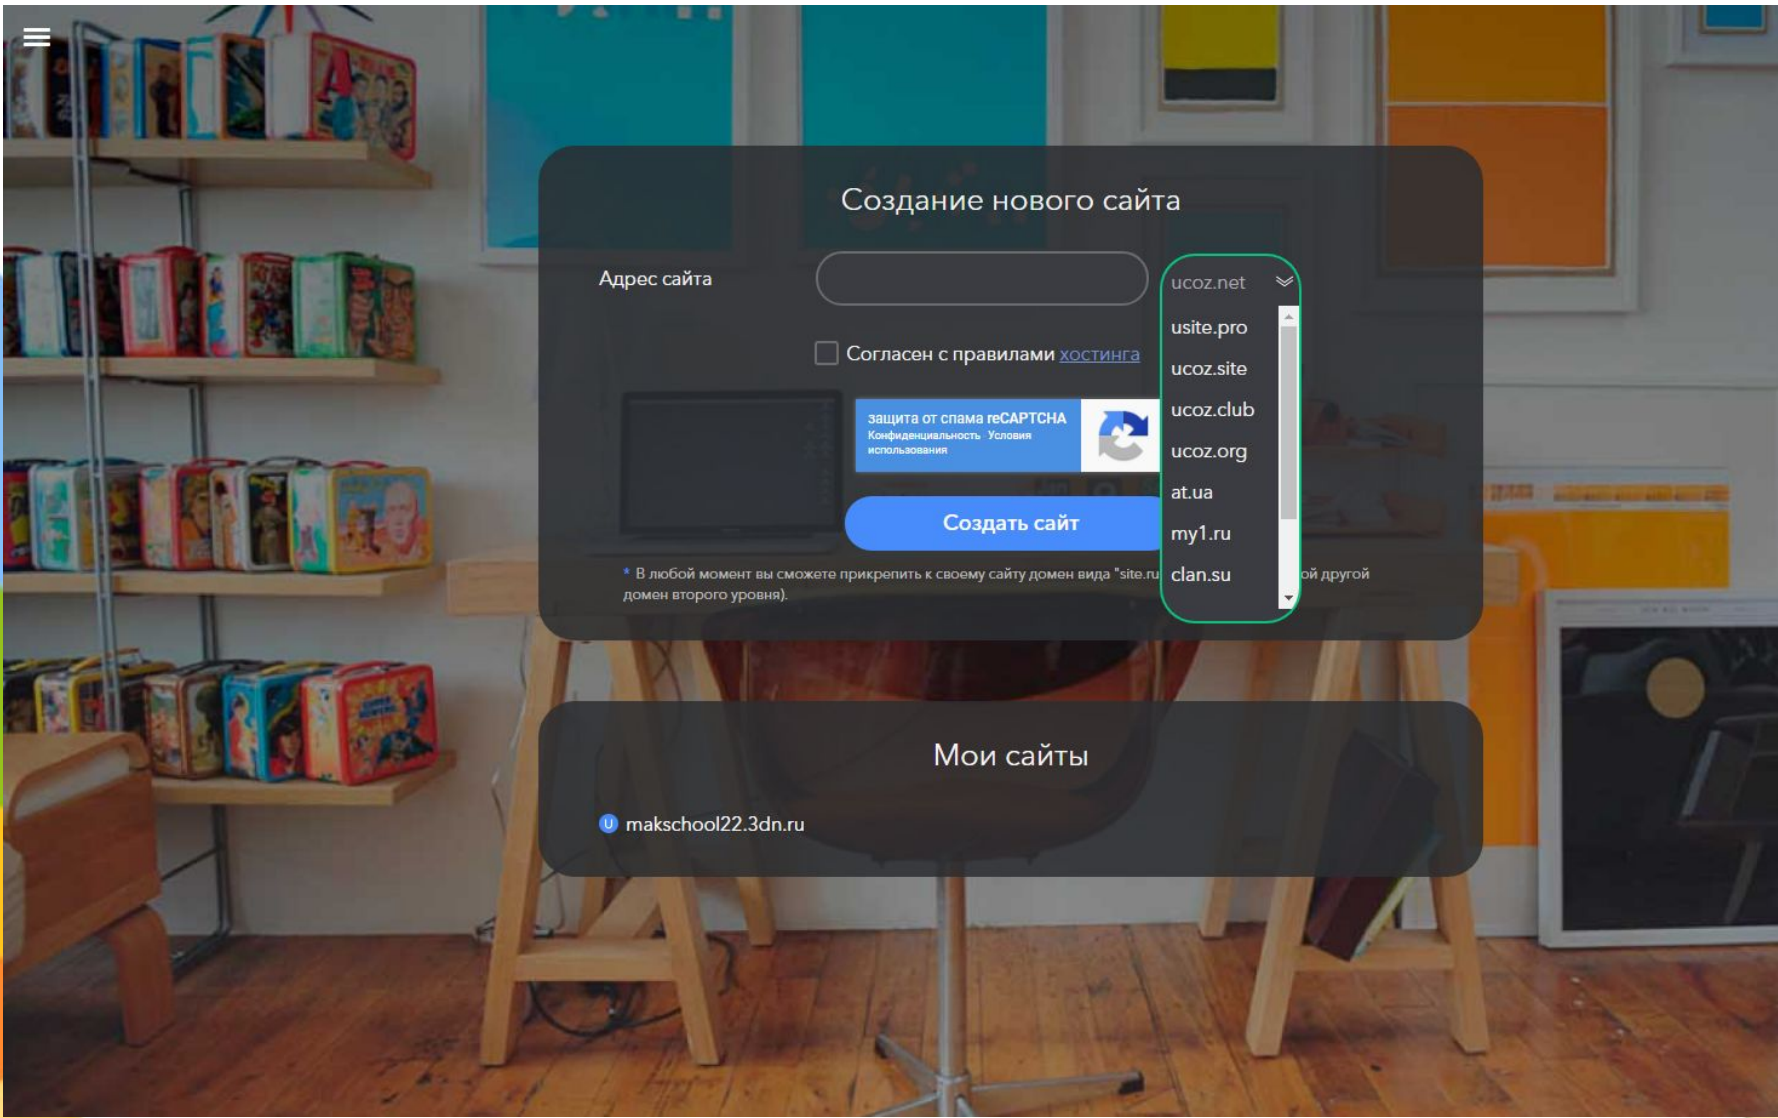 Создание нового сайта
Адрес сайта
ucoz.net
usite.pro
Согласен с правилами хостинга
ucoz.site
ucoz.club
защита от спама reCAPTCHA
Конфиденциальность Условия
использования
ucoz.org
at.ua
Создать сайт
my1.ru
* В любой момент вы сможете прикрепить к своему сайту домен вида "site.ru
clan.su
ой другой
домен второго уровня).
Мои сайты
U makschool22.3dn.ru